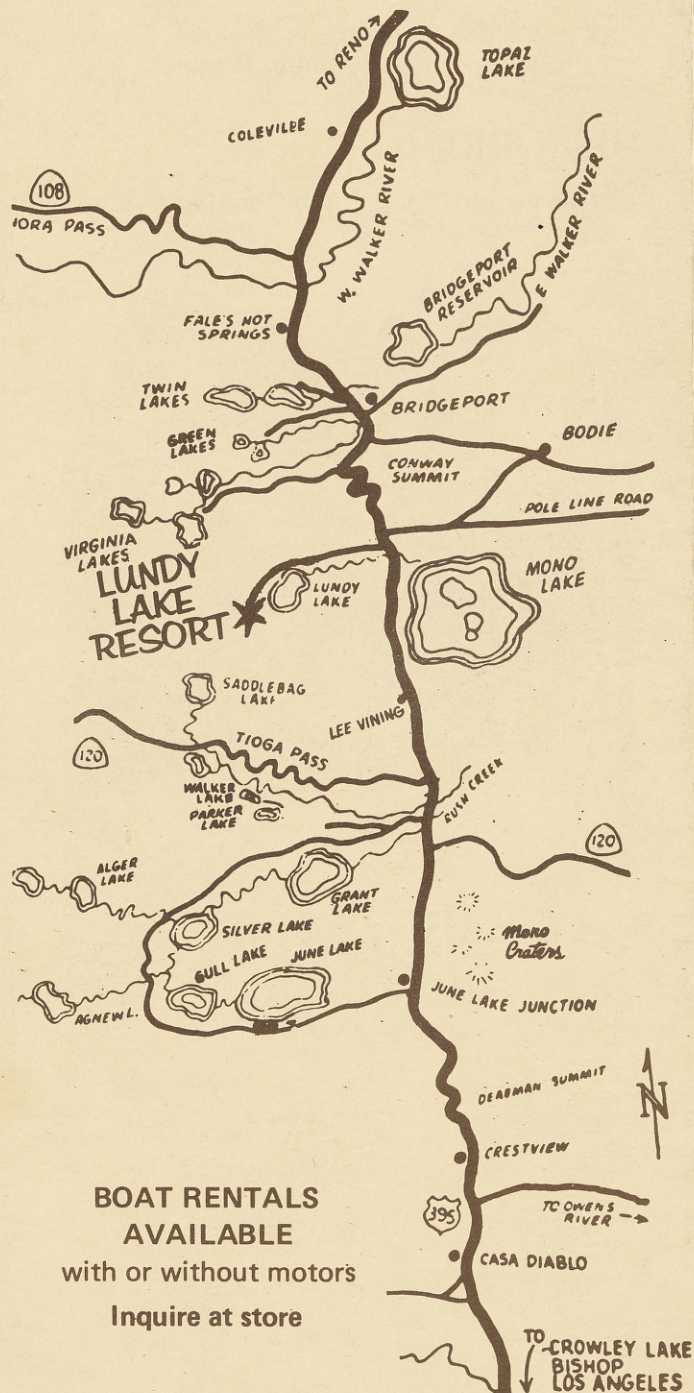 TO RENO →
TOPAZ
LAKE
COLEVILLE
108
NORA PASS
W. WALKER RIVER
E WALKER RIVER
BRIDGEPORT
RESERVOIR
FALE'S HOT
SPRINGS
TWIN
LAKES
BRIDGEPORT
GREEN
LAKES
BODIE
CONWAY
SUMMIT
POLE LINE ROAD
VIRGINIA
LAKES
LUNDY
LAKE
RESORT
LUNDY
LAKE
MONO
LAKE
SADDLEBAG
LAKE
LEE VINING
120
TIOGA PASS
WALKER
LAKE
PARKER
LAKE
RUSH CREEK
120
ALGER
LAKE
GRANT
LAKE
SILVER LAKE
Mono
Craters
GULL LAKE
JUNE LAKE
AGNEW L.
JUNE LAKE JUNCTION
DEADMAN SUMMIT
N
CRESTVIEW
395
TO OWENS
RIVER →
CASA DIABLO
BOAT RENTALS
AVAILABLE
with or without motors
Inquire at store
TO
CROWLEY LAKE
BISHOP
LOS ANGELES